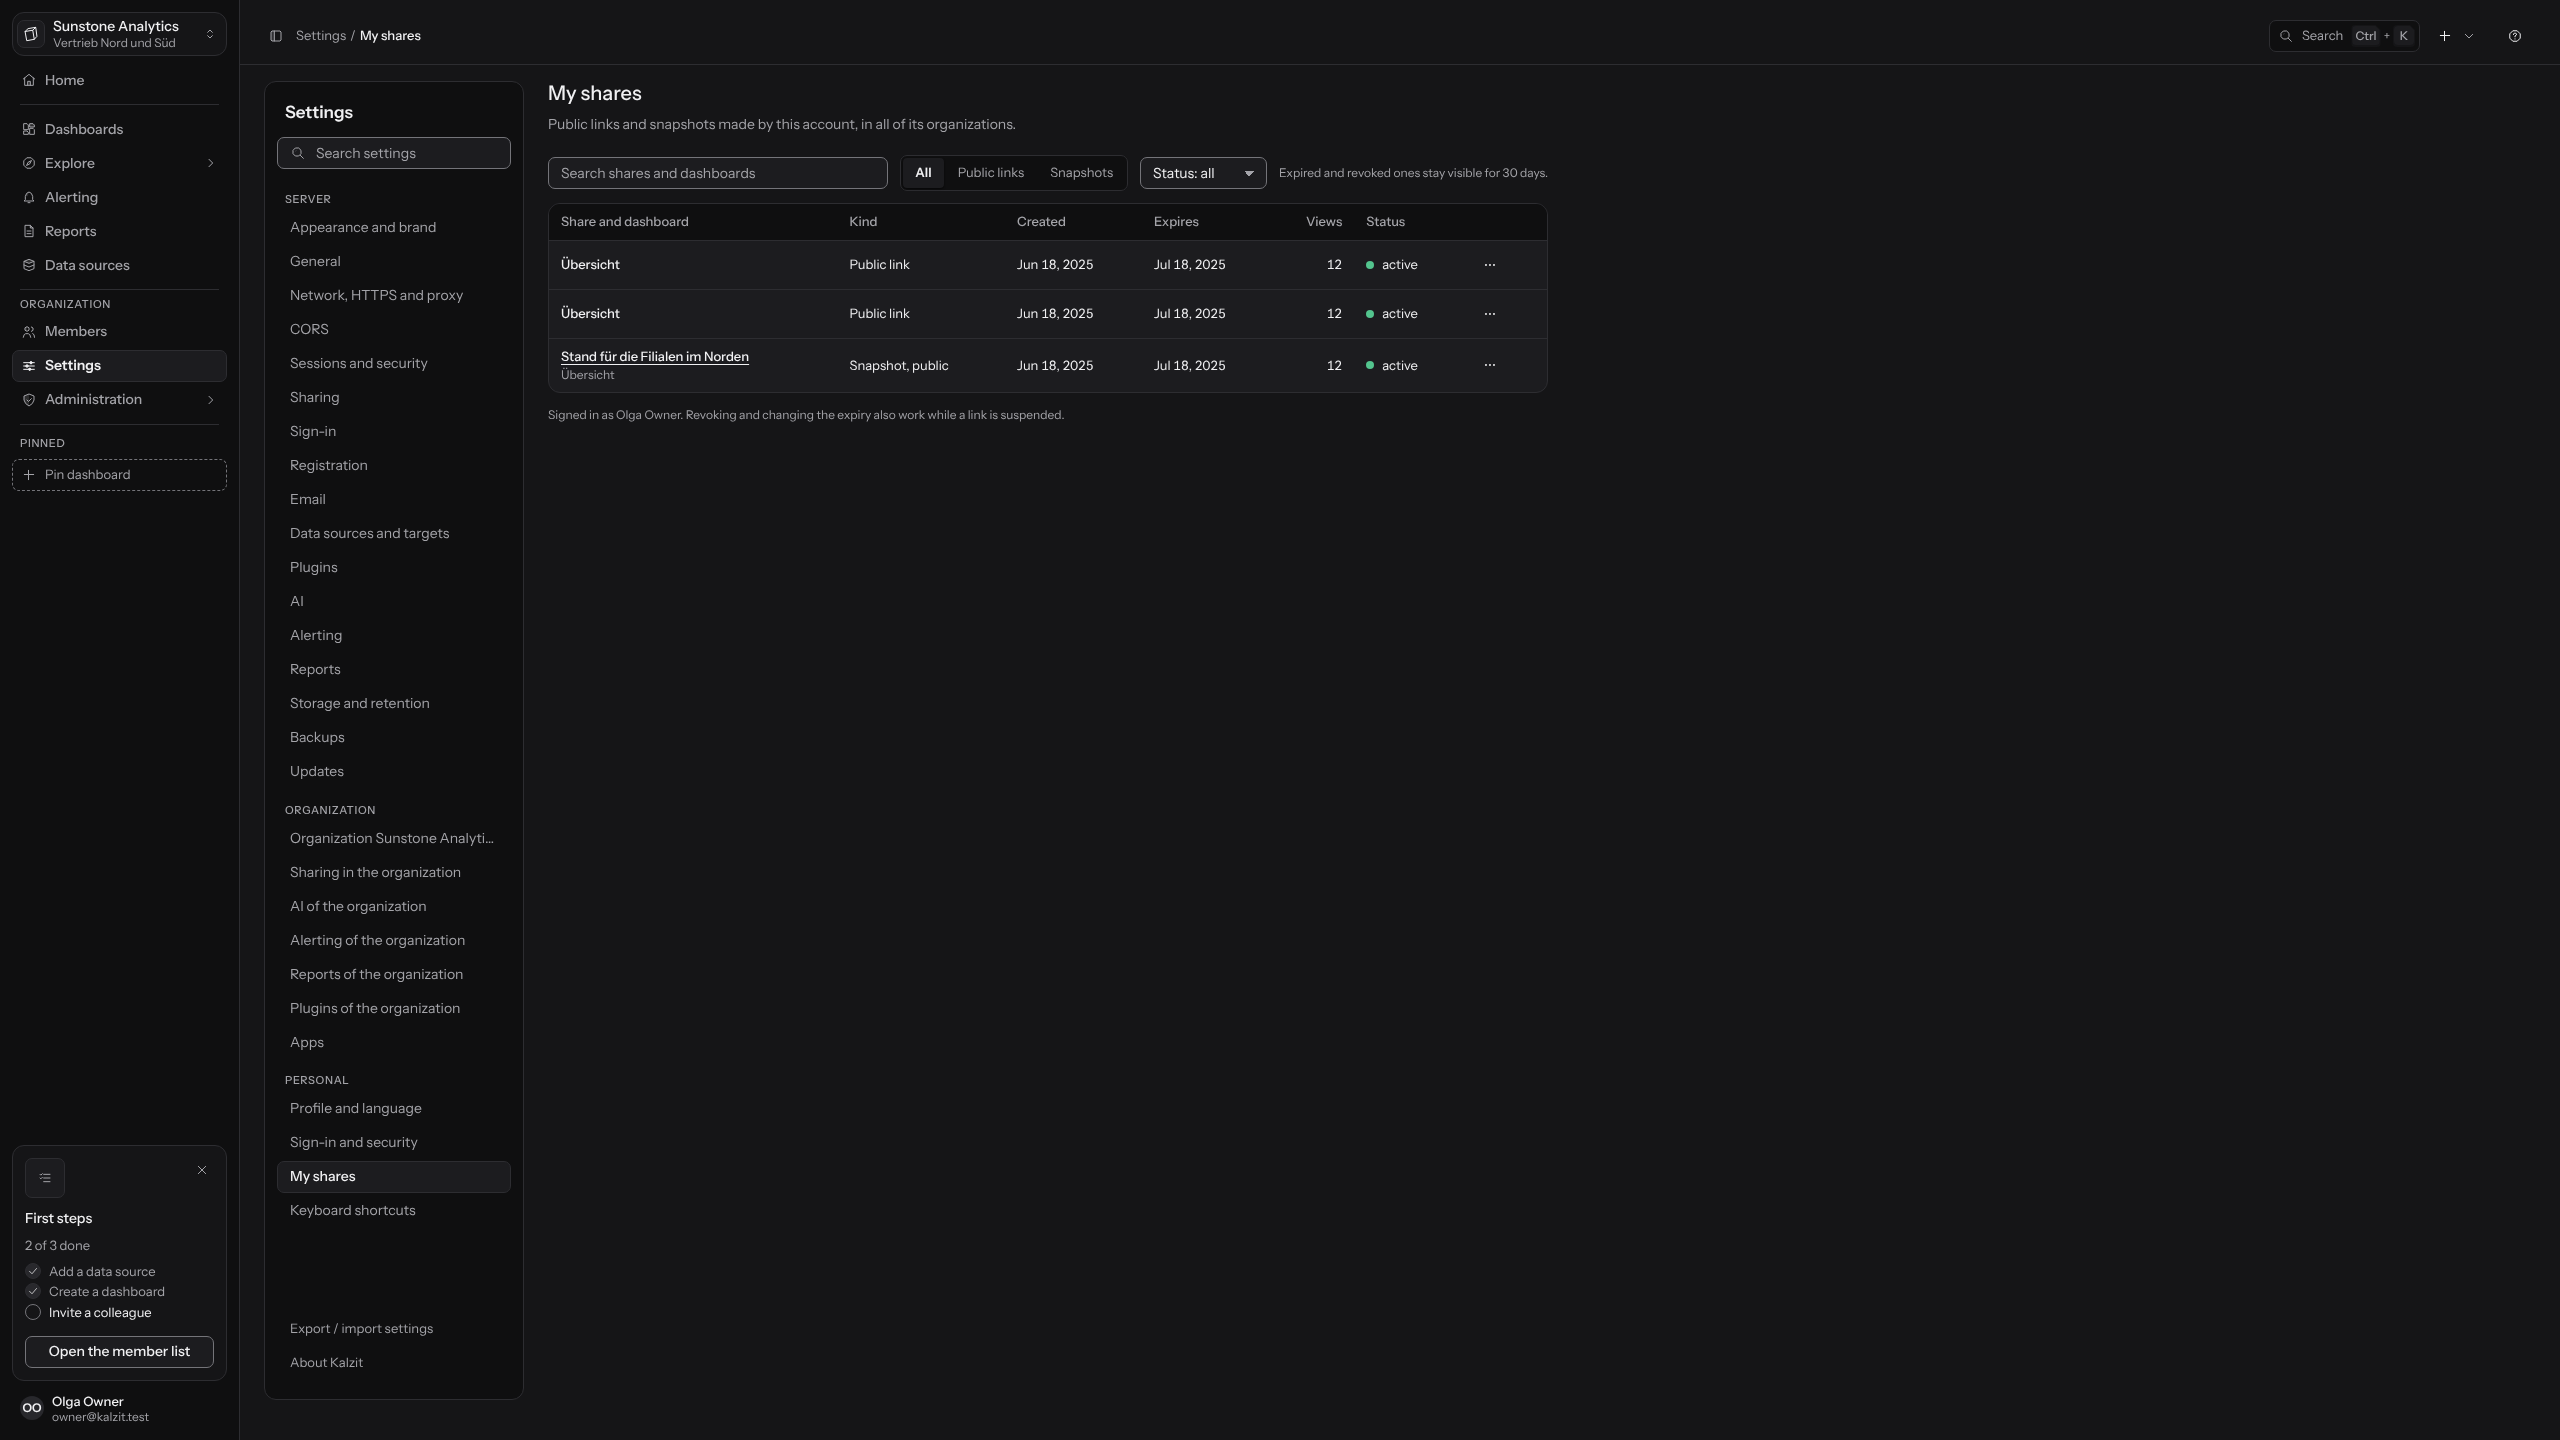 Sunstone Analytics
Vertrieb Nord und Süd
Home
Dashboards
Explore
Alerting
Reports
Data sources
ORGANIZATION
Members
Settings
Administration
PINNED
Pin dashboard
First steps
2 of 3 done
Add a data source
Create a dashboard
Invite a colleague
Open the member list
OO
Olga Owner
owner@kalzit.test
Settings / My shares
Search Ctrl + K
Settings
Search settings
SERVER
Appearance and brand
General
Network, HTTPS and proxy
CORS
Sessions and security
Sharing
Sign-in
Registration
Email
Data sources and targets
Plugins
AI
Alerting
Reports
Storage and retention
Backups
Updates
ORGANIZATION
Organization Sunstone Analyti...
Sharing in the organization
AI of the organization
Alerting of the organization
Reports of the organization
Plugins of the organization
Apps
PERSONAL
Profile and language
Sign-in and security
My shares
Keyboard shortcuts
Export / import settings
About Kalzit
My shares
Public links and snapshots made by this account, in all of its organizations.
Search shares and dashboards
All Public links Snapshots
Status: all
Expired and revoked ones stay visible for 30 days.
Share and dashboard Kind Created Expires Views Status
Übersicht Public link Jun 18, 2025 Jul 18, 2025 12 active
Übersicht Public link Jun 18, 2025 Jul 18, 2025 12 active
Stand für die Filialen im Norden Snapshot, public Jun 18, 2025 Jul 18, 2025 12 active
Übersicht
Signed in as Olga Owner. Revoking and changing the expiry also work while a link is suspended.